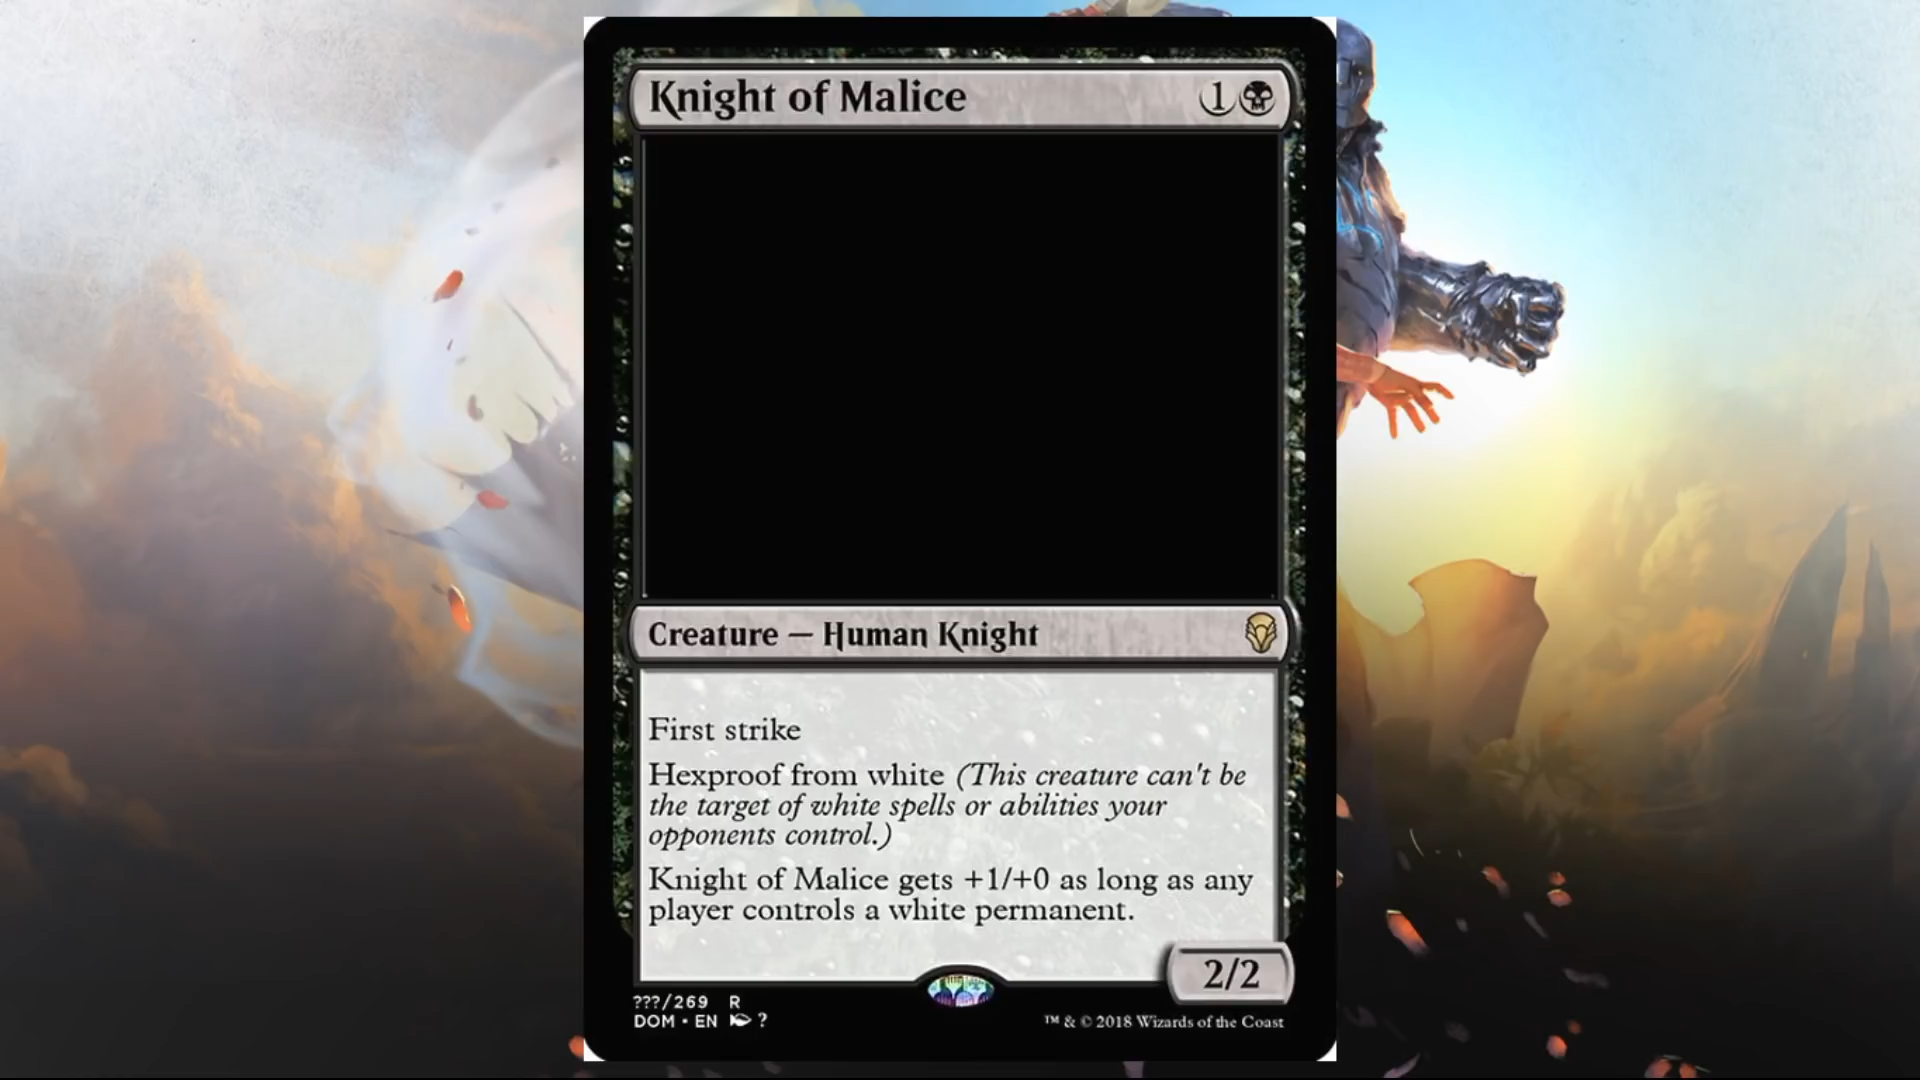 Knight of Malice 1
Creature — Human Knight
First strike
Hexproof from white (This creature can't be
the target of white spells or abilities your
opponents control.)
Knight of Malice gets +1/+0 as long as any
player controls a white permanent.
2/2
???/269 R
DOM • EN ?
™ & © 2018 Wizards of the Coast